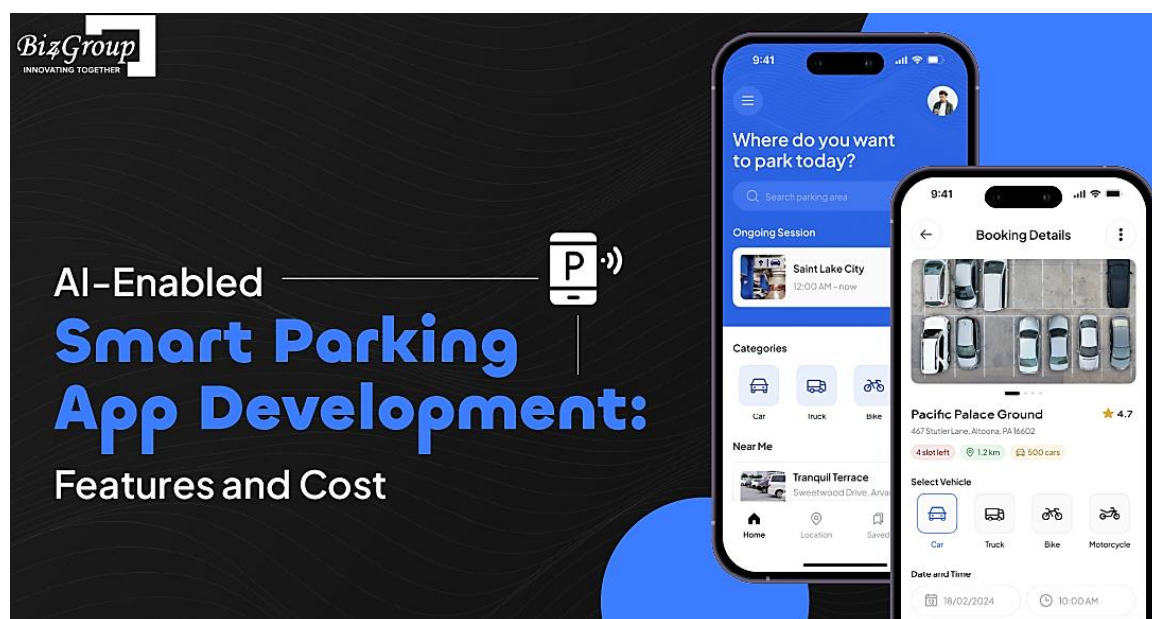 BizGroup
INNOVATING TOGETHER
AI-Enabled
P
Smart Parking
App Development:
Features and Cost
9:41
Where do you want
to park today?
Search parking area
Ongoing Session
Saint Lake City
12:00 AM - now
Categories
Car
Truck
Bike
Near Me
Tranquil Terrace
Sweetwood Drive, Arva
Home
Location
Saved
9:41
Booking Details
Pacific Palace Ground
4.7
467 Stutler Lane, Altoona, PA 16602
4 slot left
1.2 km
500 cars
Select Vehicle
Car
Truck
Bike
Motorcycle
Date and Time
18/02/2024
10:00 AM